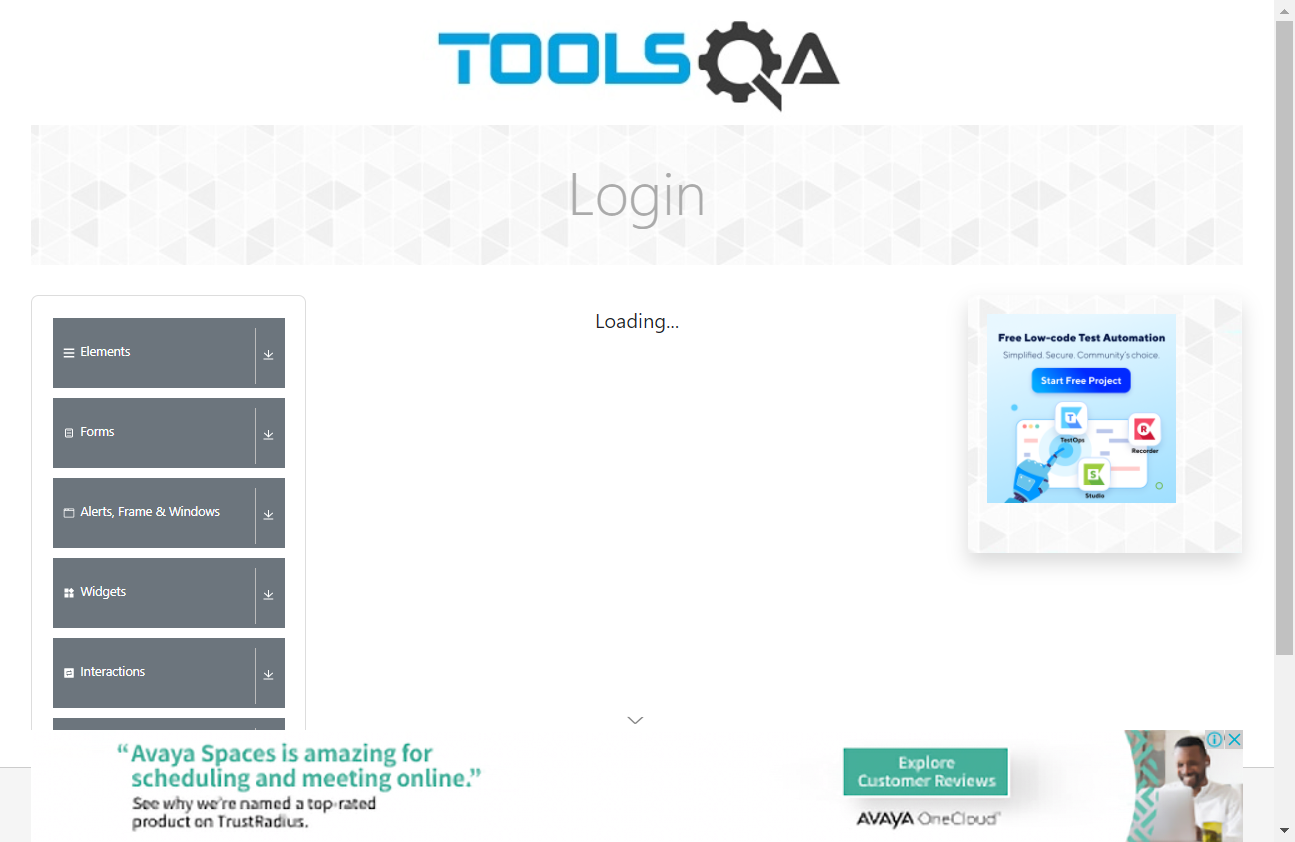 TOOLSQA
Login
Elements
Forms
Alerts, Frame & Windows
Widgets
Interactions
Loading...
Free Low-code Test Automation
Simplified. Secure. Community's choice.
Start Free Project
T
TestOps
R
Recorder
S
Studio
“Avaya Spaces is amazing for
scheduling and meeting online.”
See why we're named a top-rated
product on TrustRadius.
Explore
Customer Reviews
AVAYA OneCloud™